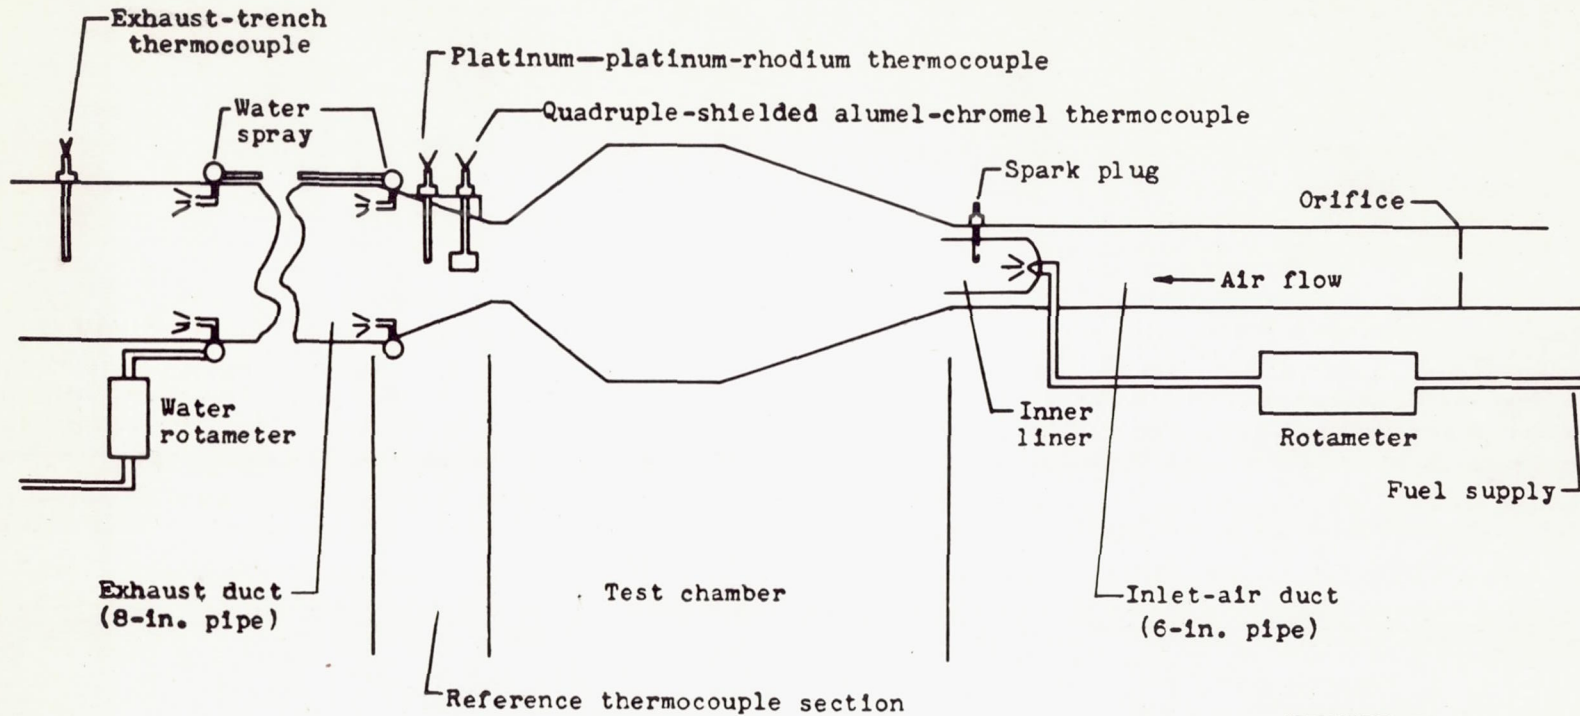 Exhaust-trench
thermocouple
Platinum—platinum-rhodium thermocouple
Water
spray
Quadruple-shielded alumel-chromel thermocouple
Spark plug
Orifice
Air flow
Water
rotameter
Inner
liner
Rotameter
Fuel supply
Exhaust duct
(8-in. pipe)
Test chamber
Inlet-air duct
(6-in. pipe)
Reference thermocouple section